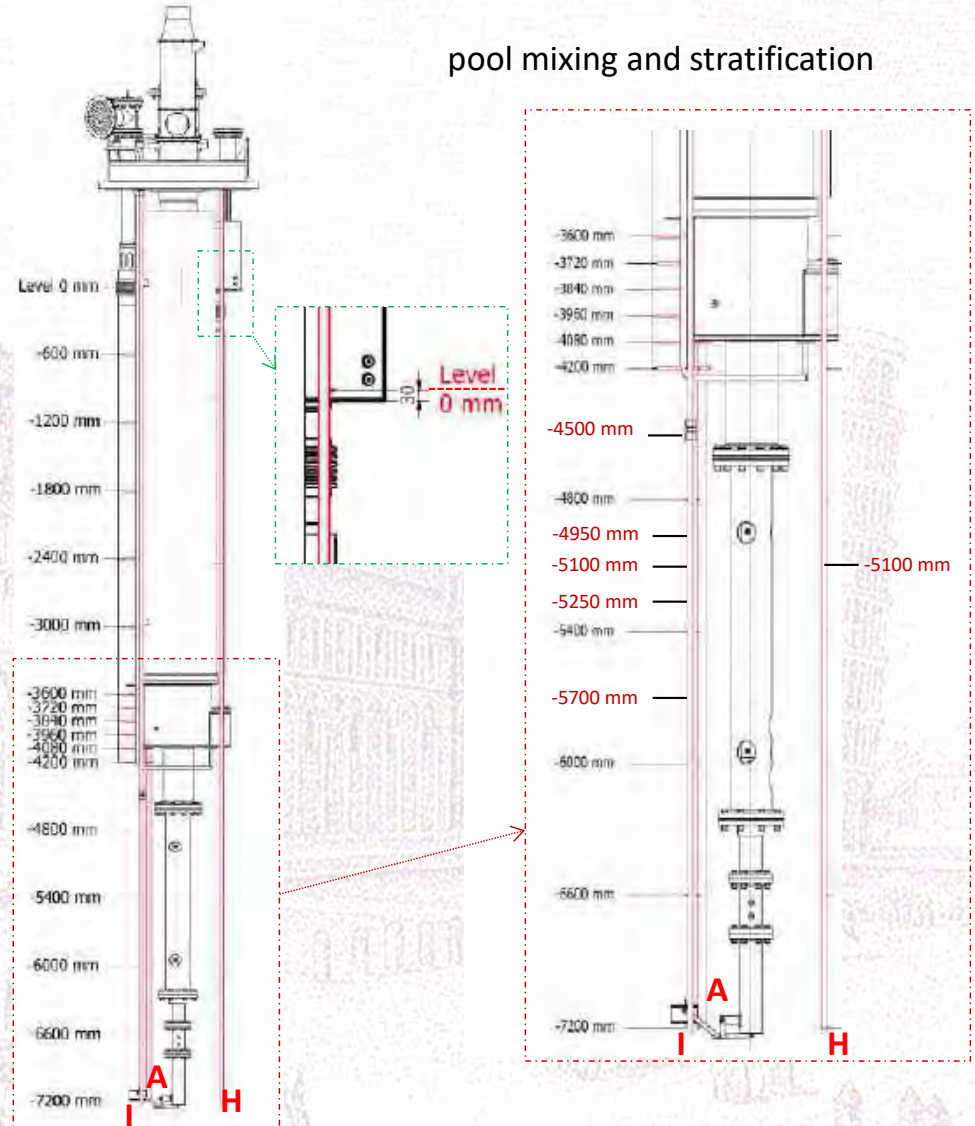 pool mixing and stratification
Level 0 mm
-600 mm
-1200 mm
-1800 mm
-2400 mm
-3000 mm
-3600 mm
-3720 mm
-3840 mm
-3960 mm
-4080 mm
-4200 mm
-4800 mm
-5400 mm
-6000 mm
-6600 mm
-7200 mm
A
I
H
30
Level
0 mm
-3600 mm
-3720 mm
-3840 mm
-3960 mm
-4080 mm
-4200 mm
-4500 mm
-4800 mm
-4950 mm
-5100 mm
-5100 mm
-5250 mm
-5400 mm
-5700 mm
-6000 mm
-6600 mm
-7200 mm
A
I
H